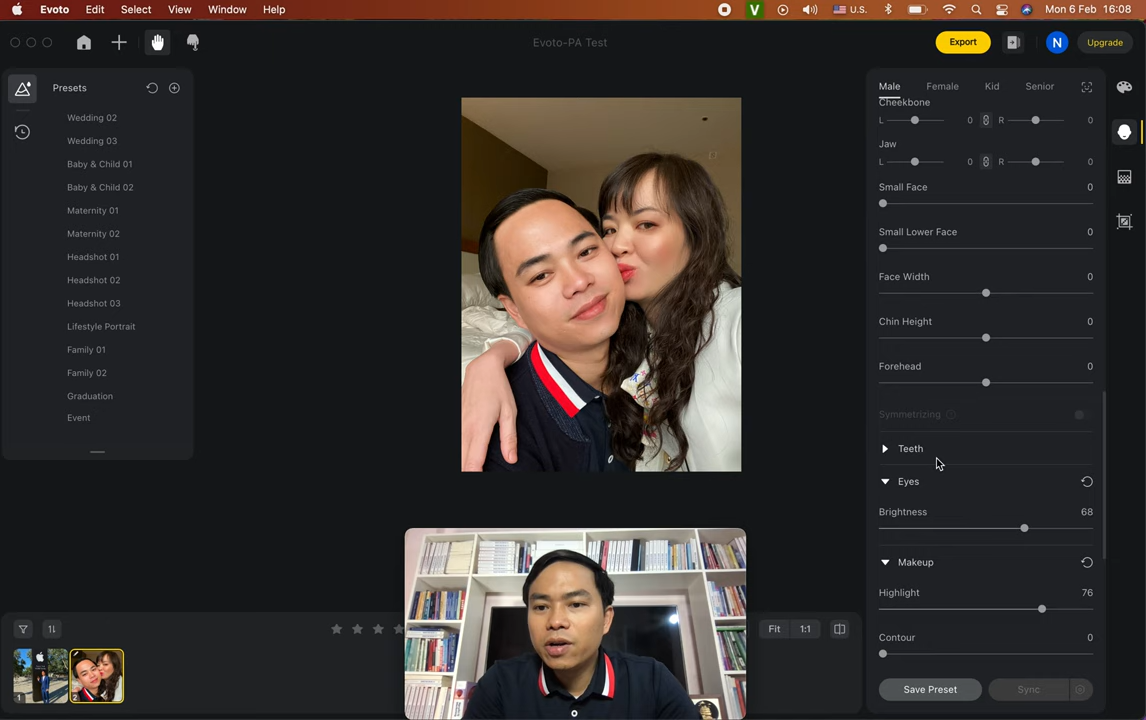 Evoto Edit Select View Window Help V U.S. Mon 6 Feb 16:08
Evoto-PA Test
Export N Upgrade
Presets
Wedding 02
Wedding 03
Baby & Child 01
Baby & Child 02
Maternity 01
Maternity 02
Headshot 01
Headshot 02
Headshot 03
Lifestyle Portrait
Family 01
Family 02
Graduation
Event
Male Female Kid Senior
Cheekbone
L 0 R 0
Jaw
L 0 R 0
Small Face 0
Small Lower Face 0
Face Width 0
Chin Height 0
Forehead 0
Symmetrizing
Teeth
Eyes
Brightness 68
Makeup
Highlight 76
Contour 0
Save Preset Sync
Fit 1:1
1 2